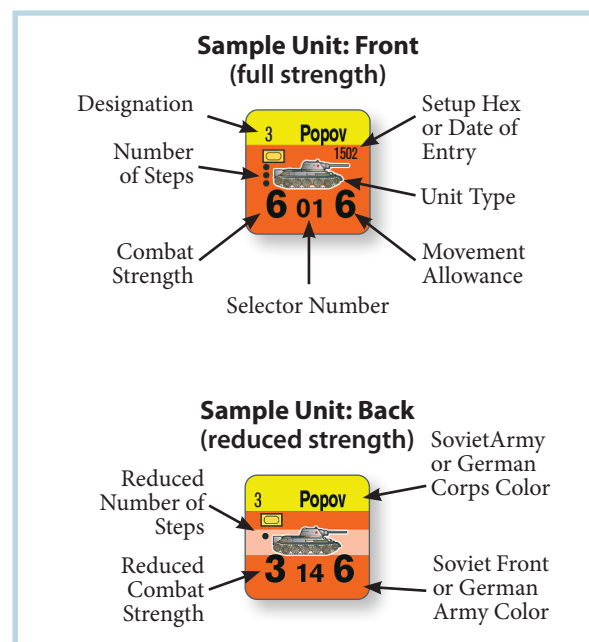 Sample Unit: Front
(full strength)
Designation
Setup Hex
or Date of
Entry
3 Popov
1502
Number
of Steps
Unit Type
6 01 6
Combat
Strength
Movement
Allowance
Selector Number
Sample Unit: Back
(reduced strength)
SovietArmy
or German
Corps Color
Reduced
Number of
Steps
3 Popov
3 14 6
Reduced
Combat
Strength
Soviet Front
or German
Army Color